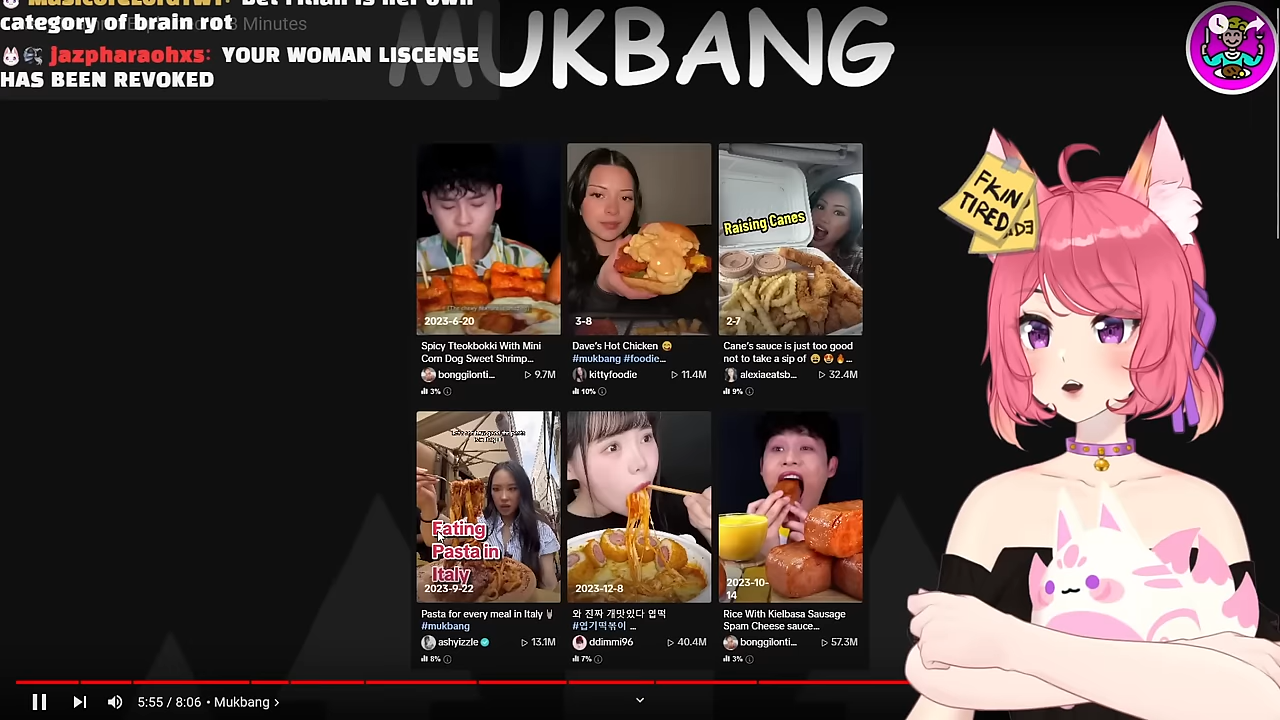 category of brain rot
3 Minutes
Jazpharaohxs: YOUR WOMAN LISCENSE
HAS BEEN REVOKED
MUKBANG
FKIN
TIRED
Raising Canes
2023-6-20
3-8
2-7
Spicy Tteokbokki With Mini
Corn Dog Sweet Shrimp...
bonggilonti...
9.7M
3%
Dave's Hot Chicken 😄
#mukbang #foodie...
kittyfoodie
11.4M
10%
Cane's sauce is just too good
not to take a sip of 😩😍🔥...
alexiaeatsb...
32.4M
9%
Eating
Pasta in
Italy
2023-9-22
2023-12-8
2023-10-
14
Pasta for every meal in Italy 🤘
#mukbang
ashyizzle
13.1M
8%
와 진짜 개맛있다 엽떡
#엽기떡볶이 ...
ddimmi96
40.4M
7%
Rice With Kielbasa Sausage
Spam Cheese sauce...
bonggilonti...
57.3M
3%
5:55 / 8:06 • Mukbang >